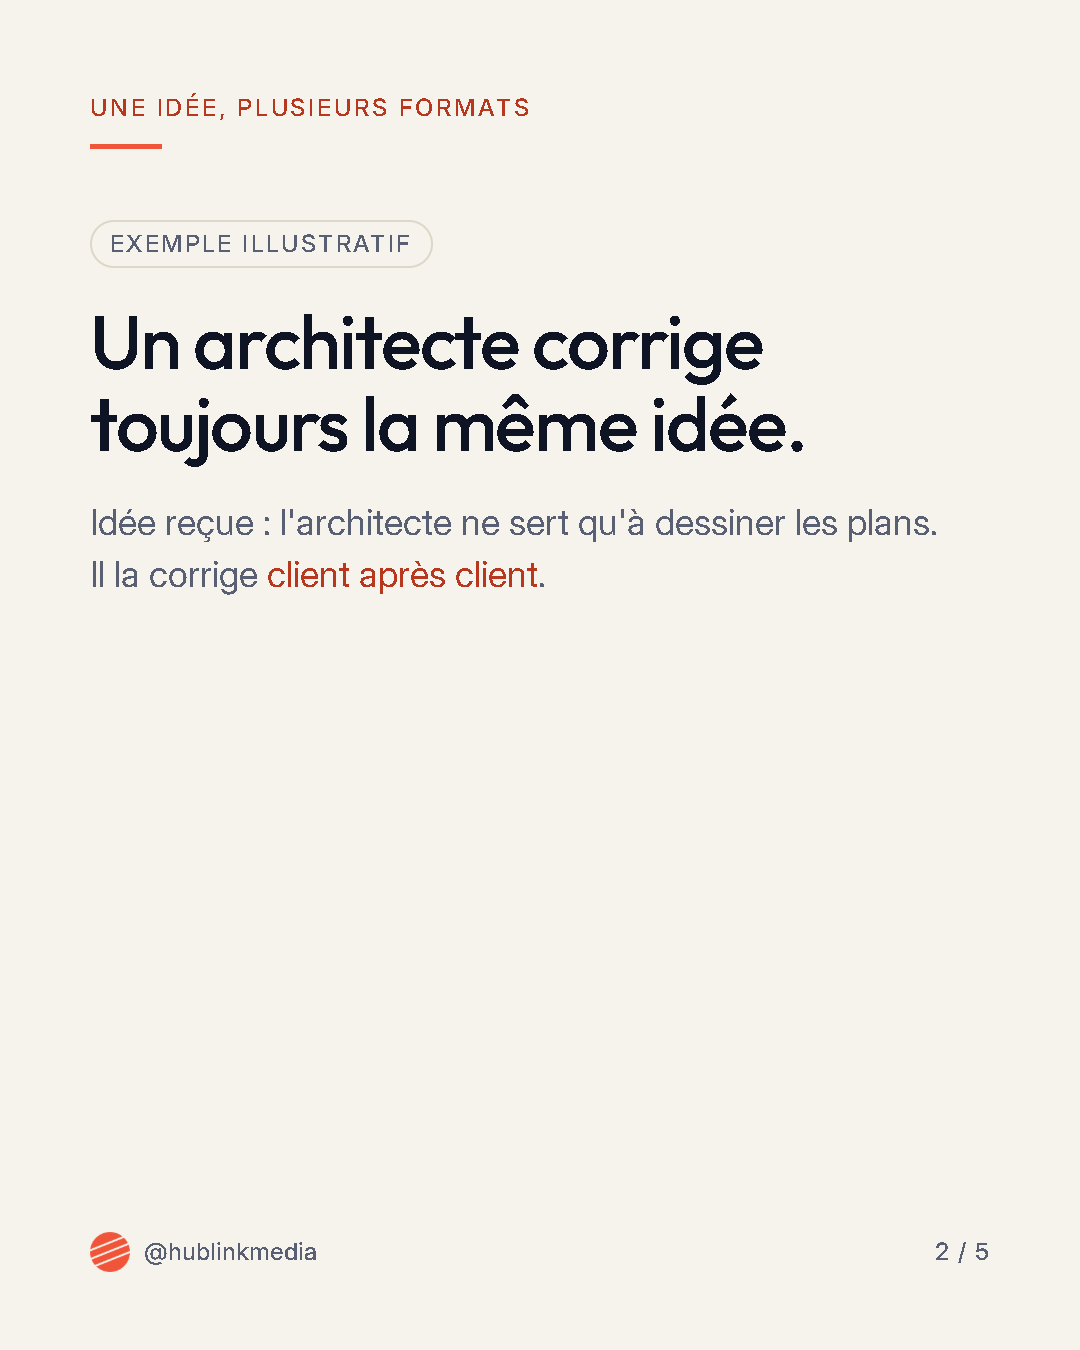 UNE IDÉE, PLUSIEURS FORMATS
EXEMPLE ILLUSTRATIF
Un architecte corrige
toujours la même idée.
Idée reçue : l'architecte ne sert qu'à dessiner les plans.
Il la corrige client après client.
@hublinkmedia
2 / 5